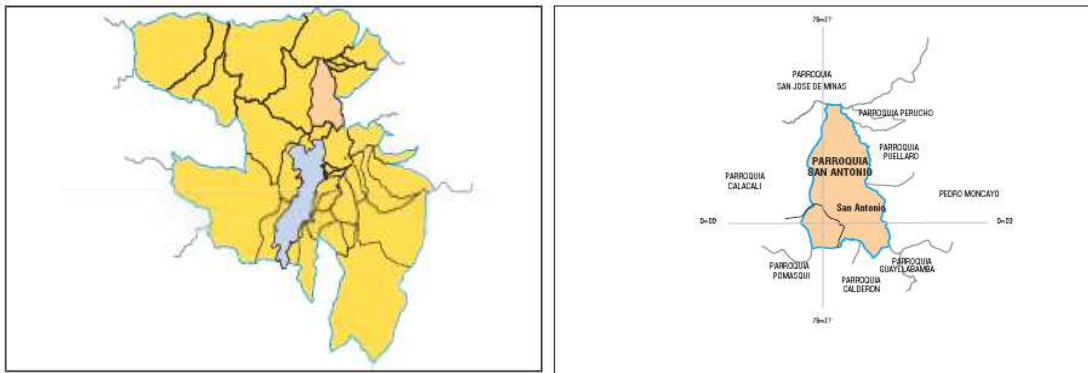 78=27'
PARROQUIA
SAN JOSE DE MINAS
PARROQUIA PERUCHO
PARROQUIA
PUELLARO
PARROQUIA
SAN ANTONIO
PARROQUIA
CALACALI
PEDRO MONCAYO
San Antonio
0=00'
0=00'
PARROQUIA
POMASQUI
PARROQUIA
GUAYLLABAMBA
PARROQUIA
CALDERON
78=27'